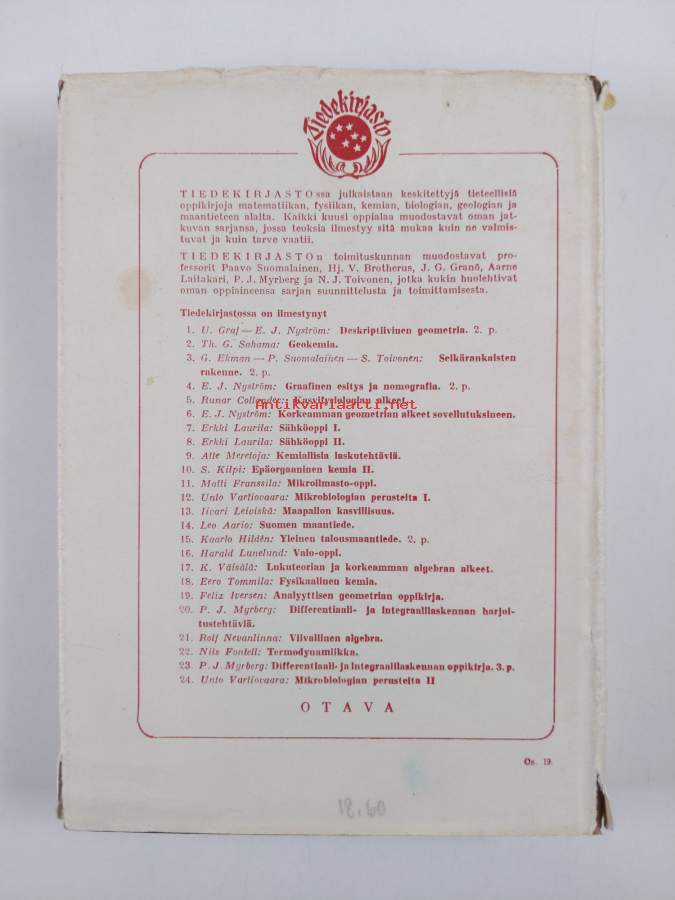 Tiedekirjasto
TIEDEKIRJASTOssa julkaistaan keskitettyjä tieteellisiä
oppikirjoja matematiikan, fysiikan, kemian, biologian, geologian ja
maantieteen alalta. Kaikki kuusi oppialaa muodostavat oman jat-
kuvan sarjansa, jossa teoksia ilmestyy sitä mukaa kuin ne valmis-
tuvat ja kuin tarve vaatii.
TIEDEKIRJASTOn toimituskunnan muodostavat pro-
fessorit Paavo Suomalainen, Hj. V. Brotherus, J. G. Granö, Aarne
Laitakari, P. J. Myrberg ja N. J. Toivonen, jotka kukin huolehtivat
oman oppiaineensa sarjan suunnittelusta ja toimittamisesta.
Tiedekirjastossa on ilmestynyt
1. U. Graf — E. J. Nyström: Deskriptiivinen geometria. 2. p.
2. Th. G. Sahama: Geokemia.
3. G. Ekman — P. Suomalainen — S. Toivonen: Selkärankaisten
rakenne. 2. p.
4. E. J. Nyström: Graafinen esitys ja nomografia. 2. p.
5. Runar Collander: Kasvifysiologian alkeet.
antikvariaatti.net
6. E. J. Nyström: Korkeamman geometrian alkeet sovellutuksineen.
7. Erkki Laurila: Sähköoppi I.
8. Erkki Laurila: Sähköoppi II.
9. Atte Meretoja: Kemiallisia laskutehtäviä.
10. S. Kilpi: Epäorgaaninen kemia II.
11. Matti Franssila: Mikroilmasto-oppi.
12. Unto Vartiovaara: Mikrobiologian perusteita I.
13. Iivari Leiviskä: Maapallon kasvillisuus.
14. Leo Aario: Suomen maantiede.
15. Kaarlo Hildén: Yleinen talousmaantiede. 2. p.
16. Harald Lunelund: Valo-oppi.
17. K. Väisälä: Lukuteorian ja korkeamman algebran alkeet.
18. Eero Tommila: Fysikaalinen kemia.
19. Felix Iversen: Analyyttisen geometrian oppikirja.
20. P. J. Myrberg: Differentiaali- ja integraalilaskennan harjoi-
tustehtäviä.
21. Rolf Nevanlinna: Viivallinen algebra.
22. Nils Fontell: Termodynamiikka.
23. P. J. Myrberg: Differentiaali- ja integraalilaskennan oppikirja. 3. p.
24. Unto Vartiovaara: Mikrobiologian perusteita II
OTAVA
Os. 19.
12.60